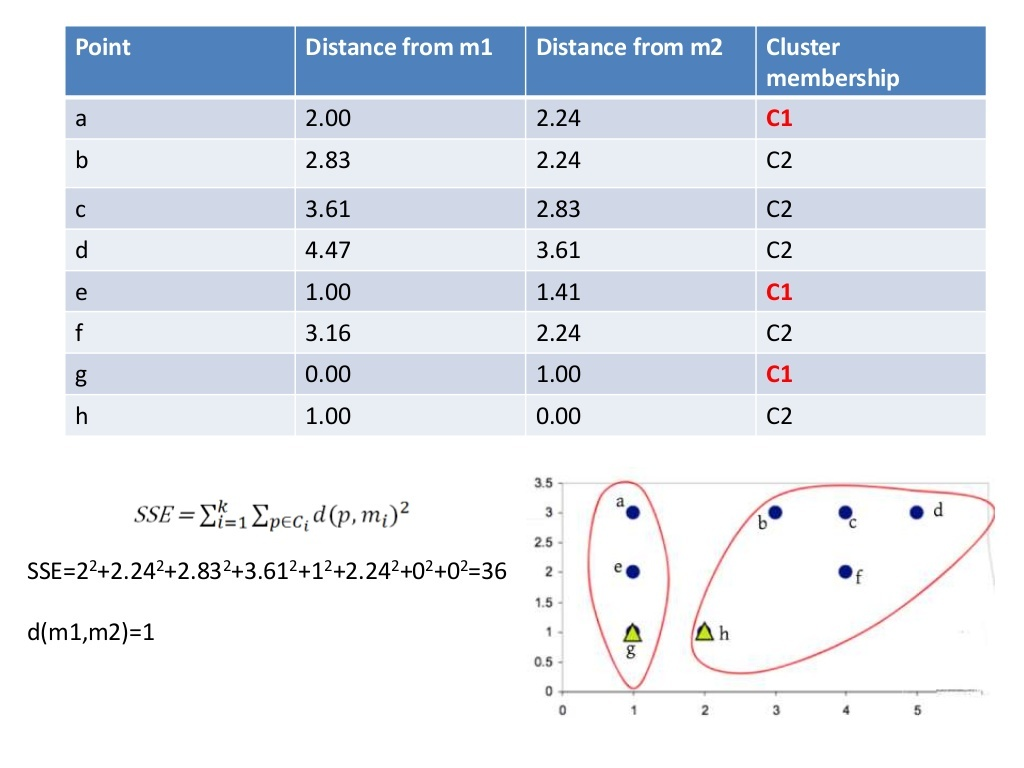 Point Distance from m1 Distance from m2 Cluster
membership
a 2.00 2.24 C1
b 2.83 2.24 C2
c 3.61 2.83 C2
d 4.47 3.61 C2
e 1.00 1.41 C1
f 3.16 2.24 C2
g 0.00 1.00 C1
h 1.00 0.00 C2
SSE = ∑ᵏᵢ₌₁ ∑p∈Cᵢ d(p, mᵢ)²
SSE=2²+2.24²+2.83²+3.61²+1²+2.24²+0²+0²=36
d(m1,m2)=1
3.5
3 a b c d
2.5
2 e f
1.5
1 g h
0.5
0
0 1 2 3 4 5